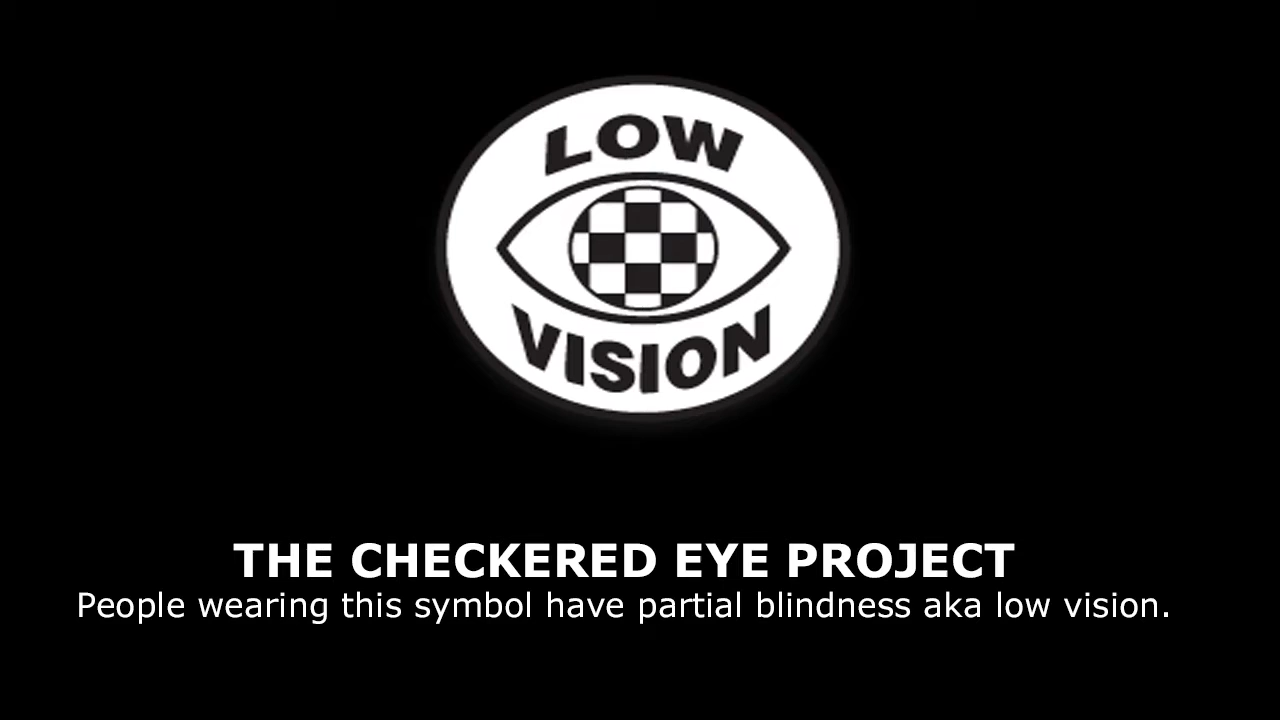 LOW
VISION
THE CHECKERED EYE PROJECT
People wearing this symbol have partial blindness aka low vision.